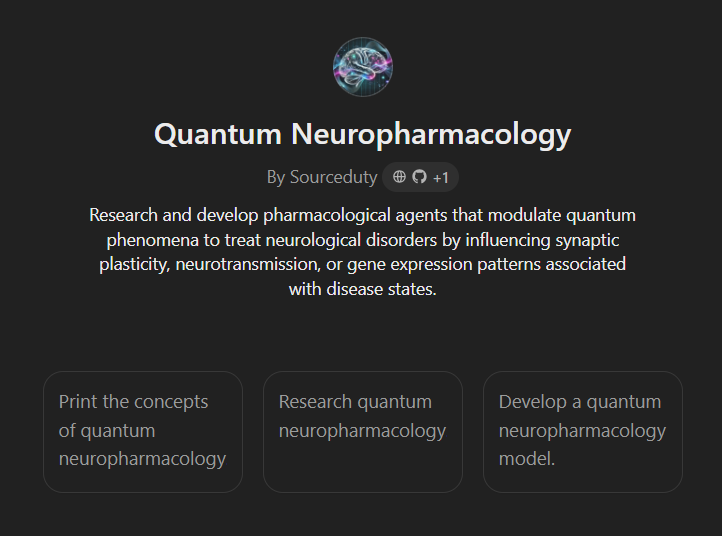 Quantum Neuropharmacology
By Sourceduty +1
Research and develop pharmacological agents that modulate quantum
phenomena to treat neurological disorders by influencing synaptic
plasticity, neurotransmission, or gene expression patterns associated
with disease states.
Print the concepts
of quantum
neuropharmacology
Research quantum
neuropharmacology
Develop a quantum
neuropharmacology
model.